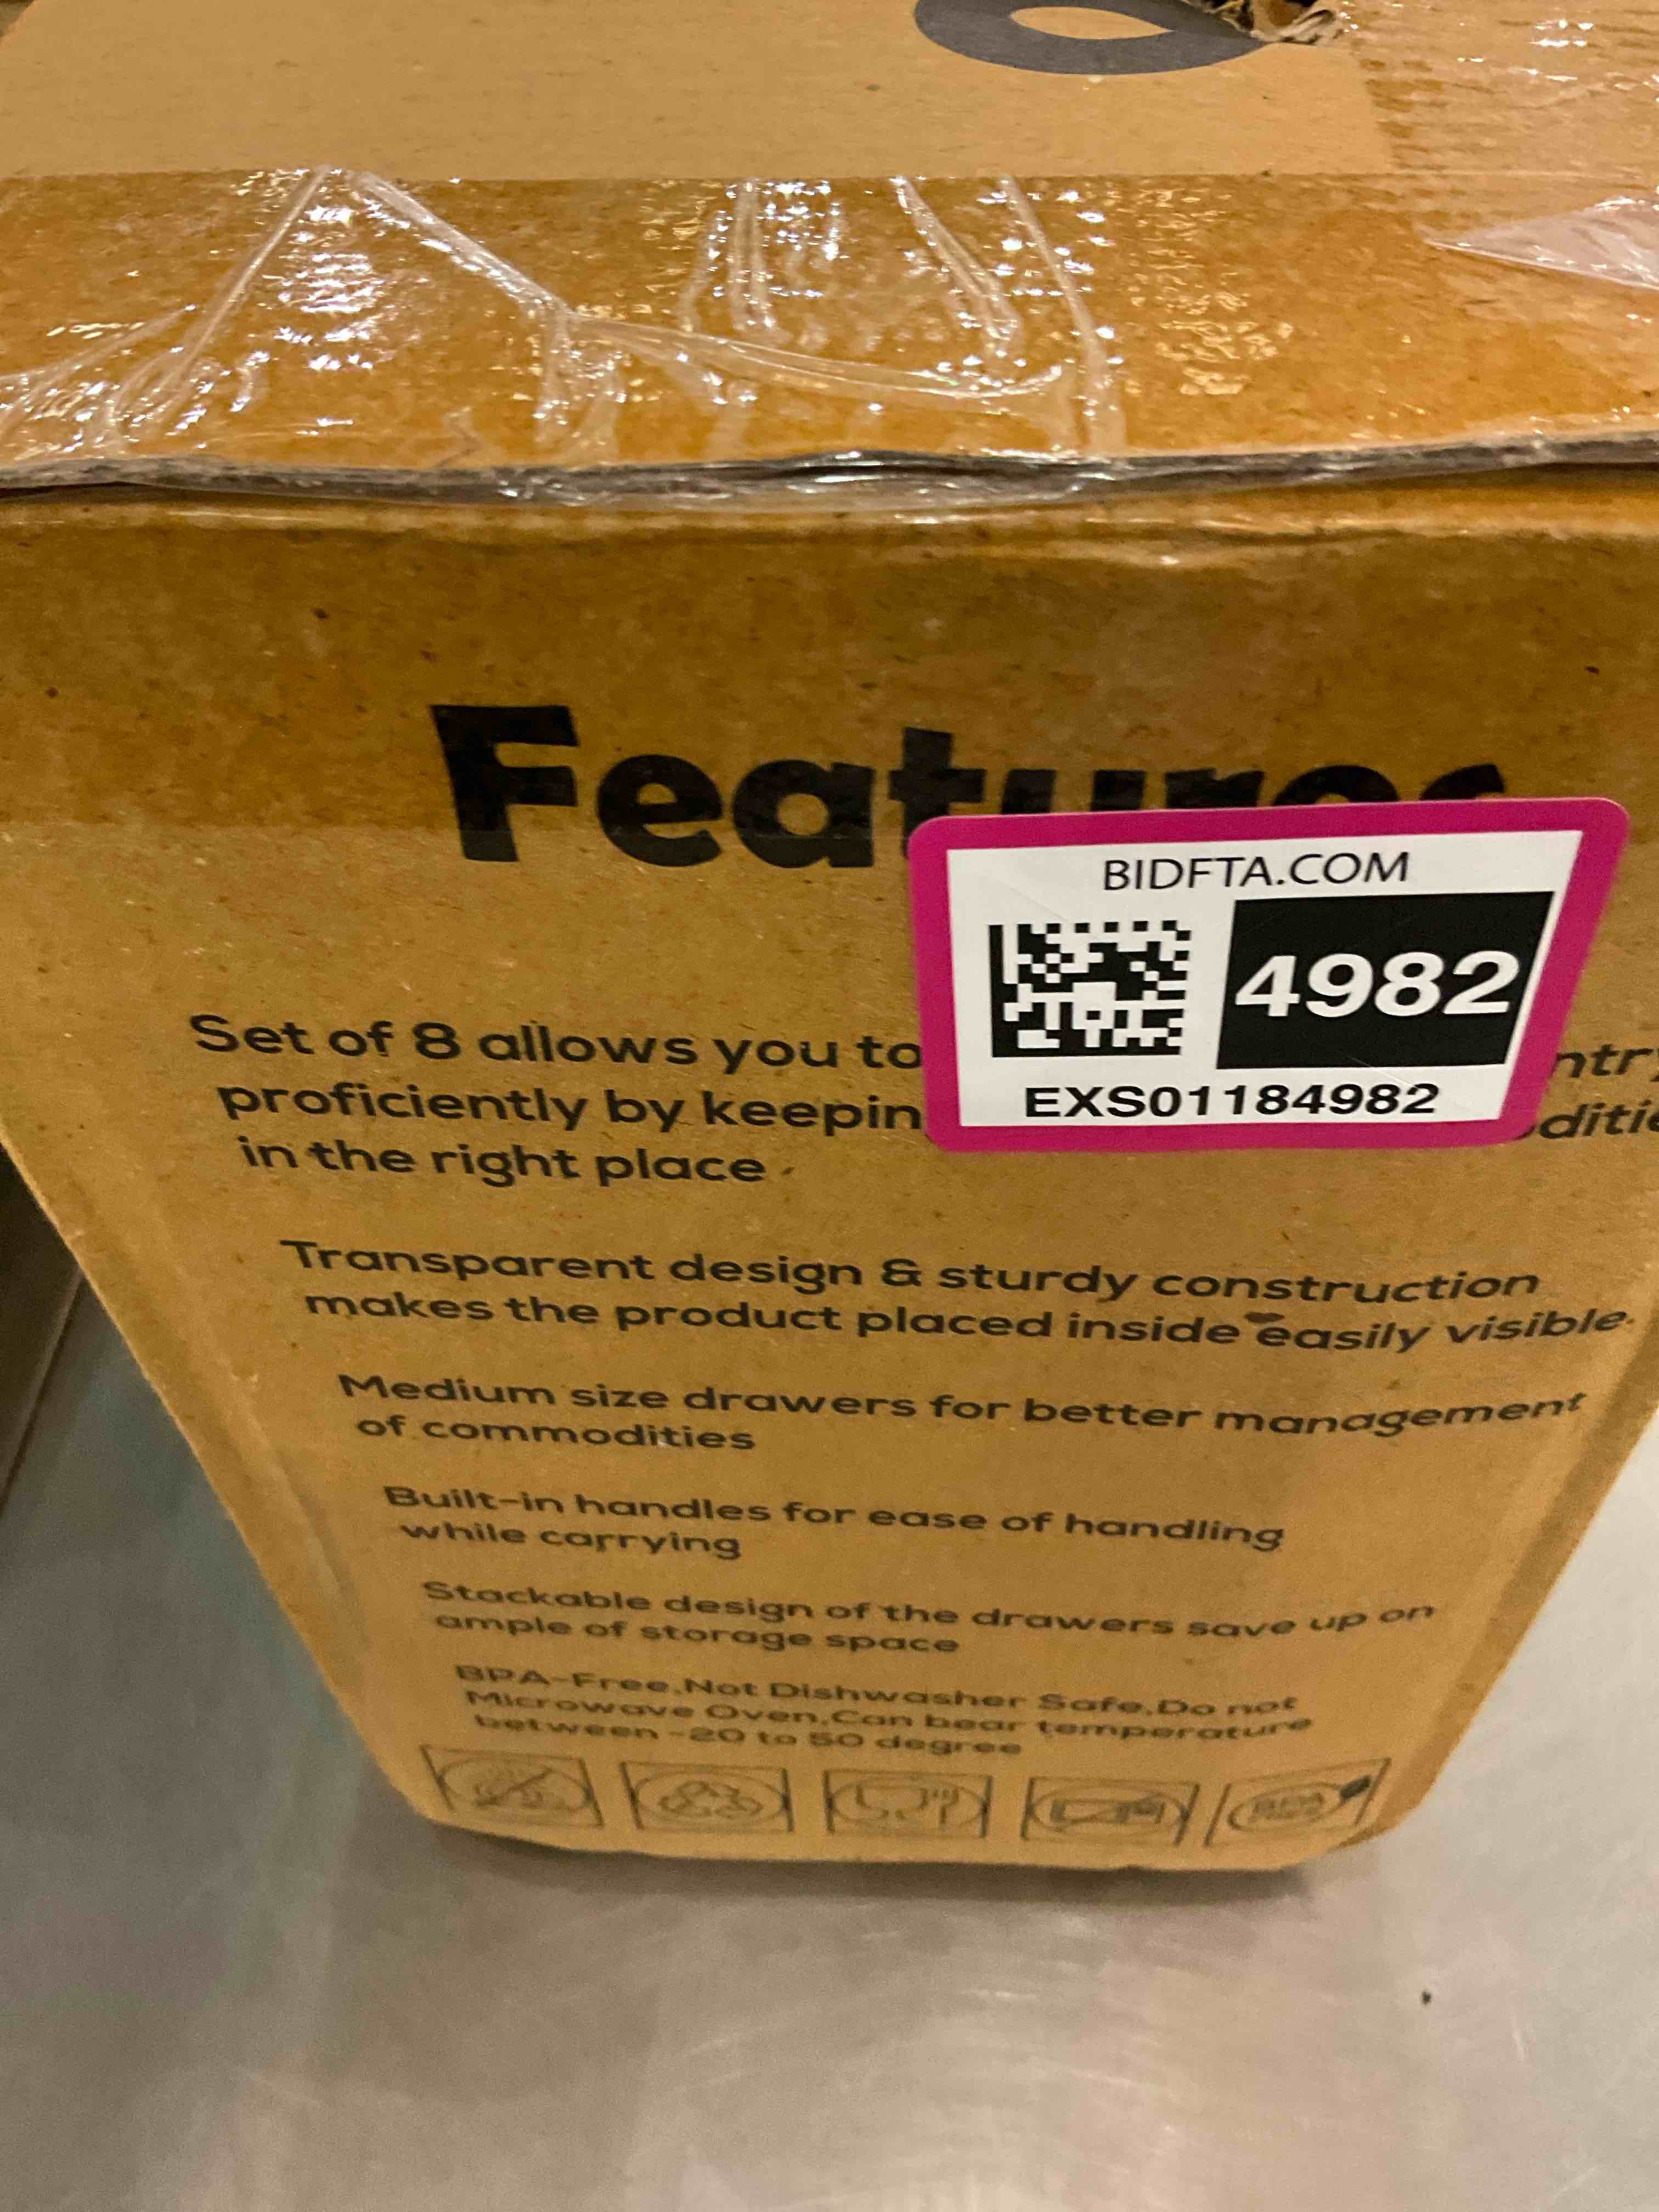 Features
BIDFTA.COM
4982
EXS01184982
Set of 8 allows you to ntry
proficiently by keepin ditio
in the right place
Transparent design & sturdy construction
makes the product placed inside easily visible.
Medium size drawers for better management
of commodities
Built-in handles for ease of handling
while carrying
Stackable design of the drawers save up on
ample of storage space
BPA-Free,Not Dishwasher Safe,Do not
Microwave Oven,Can bear temperature
between -20 to 50 degree